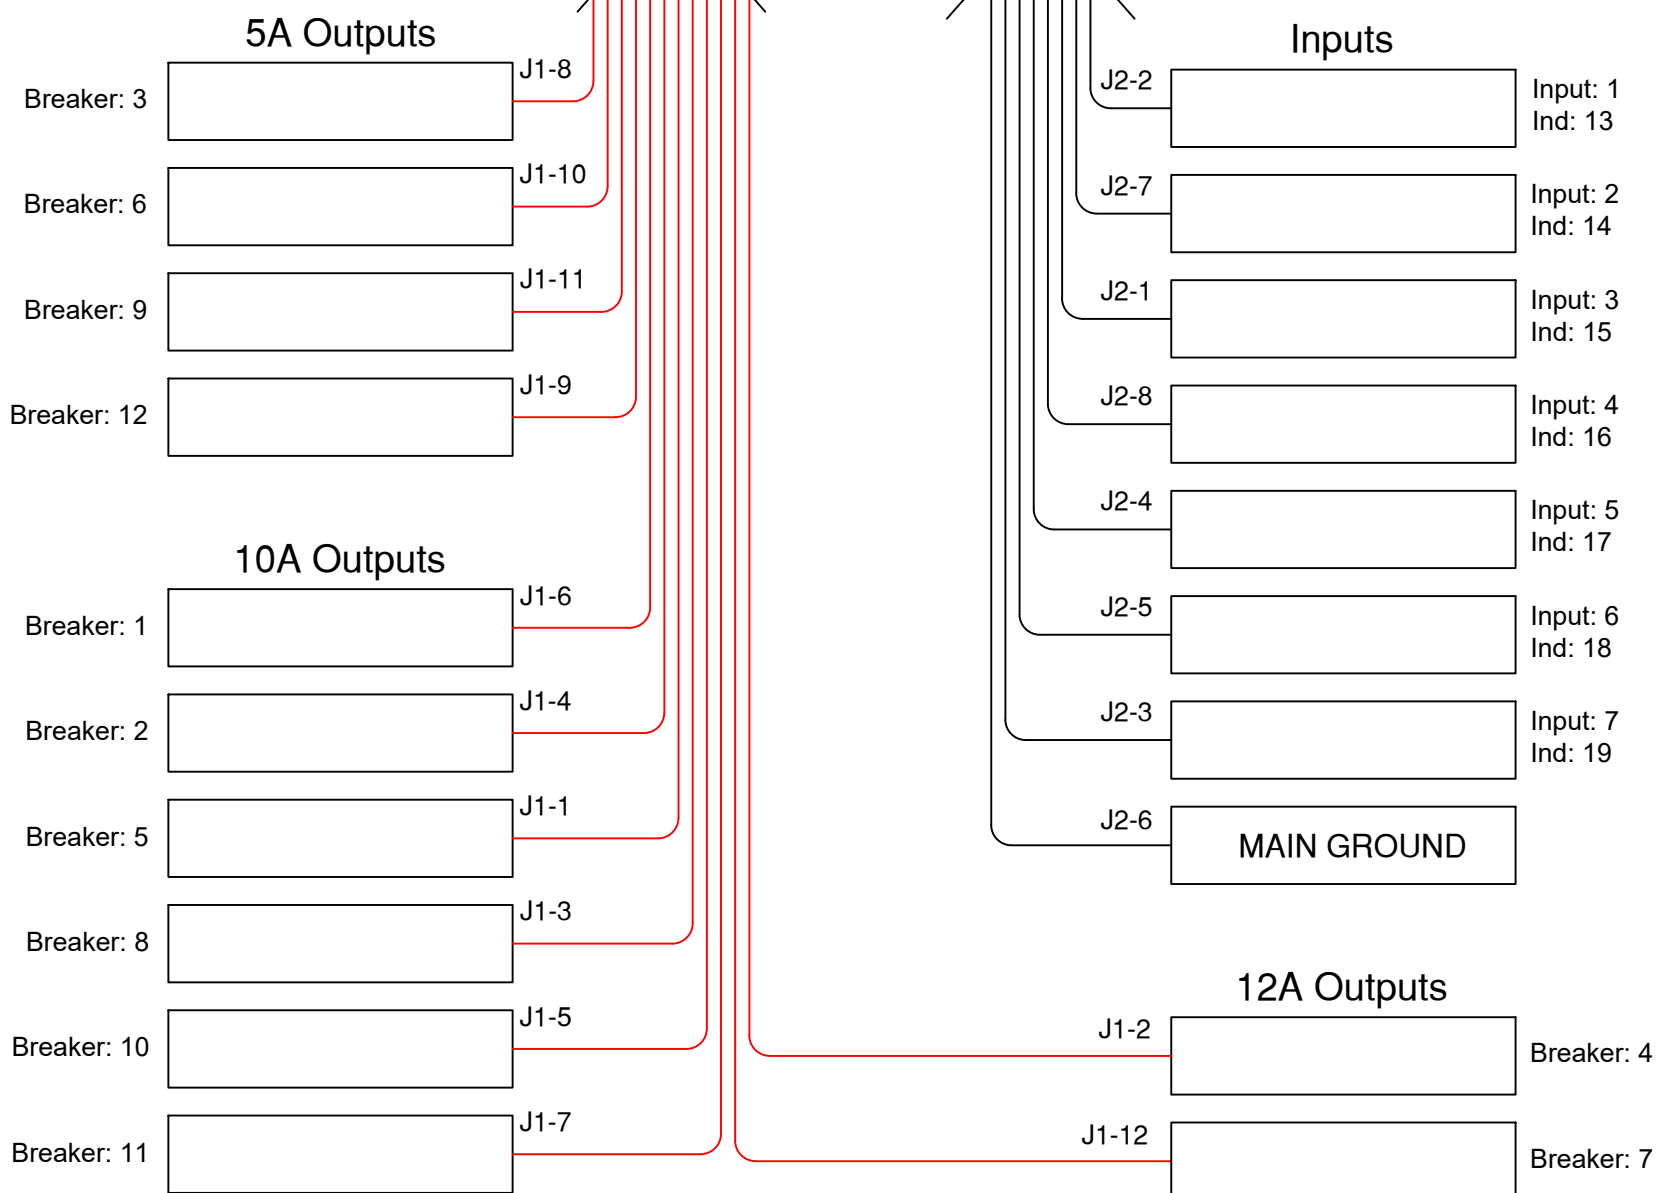 5A Outputs
Breaker: 3
J1-8
Breaker: 6
J1-10
Breaker: 9
J1-11
Breaker: 12
J1-9
10A Outputs
Breaker: 1
J1-6
Breaker: 2
J1-4
Breaker: 5
J1-1
Breaker: 8
J1-3
Breaker: 10
J1-5
Breaker: 11
J1-7
Inputs
J2-2
Input: 1
Ind: 13
J2-7
Input: 2
Ind: 14
J2-1
Input: 3
Ind: 15
J2-8
Input: 4
Ind: 16
J2-4
Input: 5
Ind: 17
J2-5
Input: 6
Ind: 18
J2-3
Input: 7
Ind: 19
J2-6
MAIN GROUND
12A Outputs
J1-2
Breaker: 4
J1-12
Breaker: 7